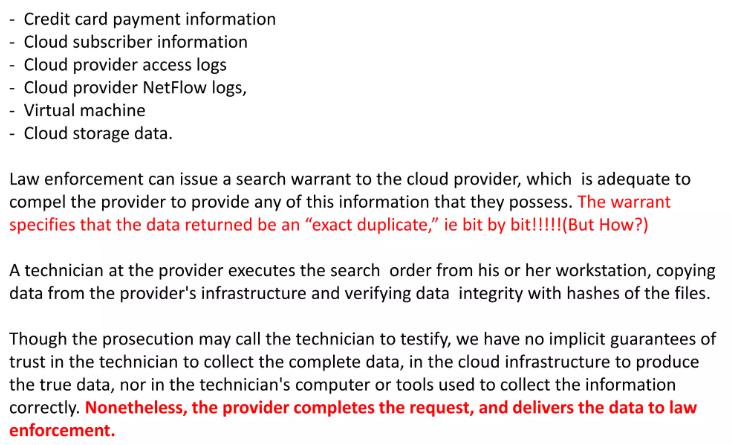 - Credit card payment information
- Cloud subscriber information
- Cloud provider access logs
- Cloud provider NetFlow logs,
- Virtual machine
- Cloud storage data.
Law enforcement can issue a search warrant to the cloud provider, which is adequate to
compel the provider to provide any of this information that they possess. The warrant
specifies that the data returned be an “exact duplicate,” ie bit by bit!!!!!(But How?)
A technician at the provider executes the search order from his or her workstation, copying
data from the provider's infrastructure and verifying data integrity with hashes of the files.
Though the prosecution may call the technician to testify, we have no implicit guarantees of
trust in the technician to collect the complete data, in the cloud infrastructure to produce
the true data, nor in the technician's computer or tools used to collect the information
correctly. Nonetheless, the provider completes the request, and delivers the data to law
enforcement.